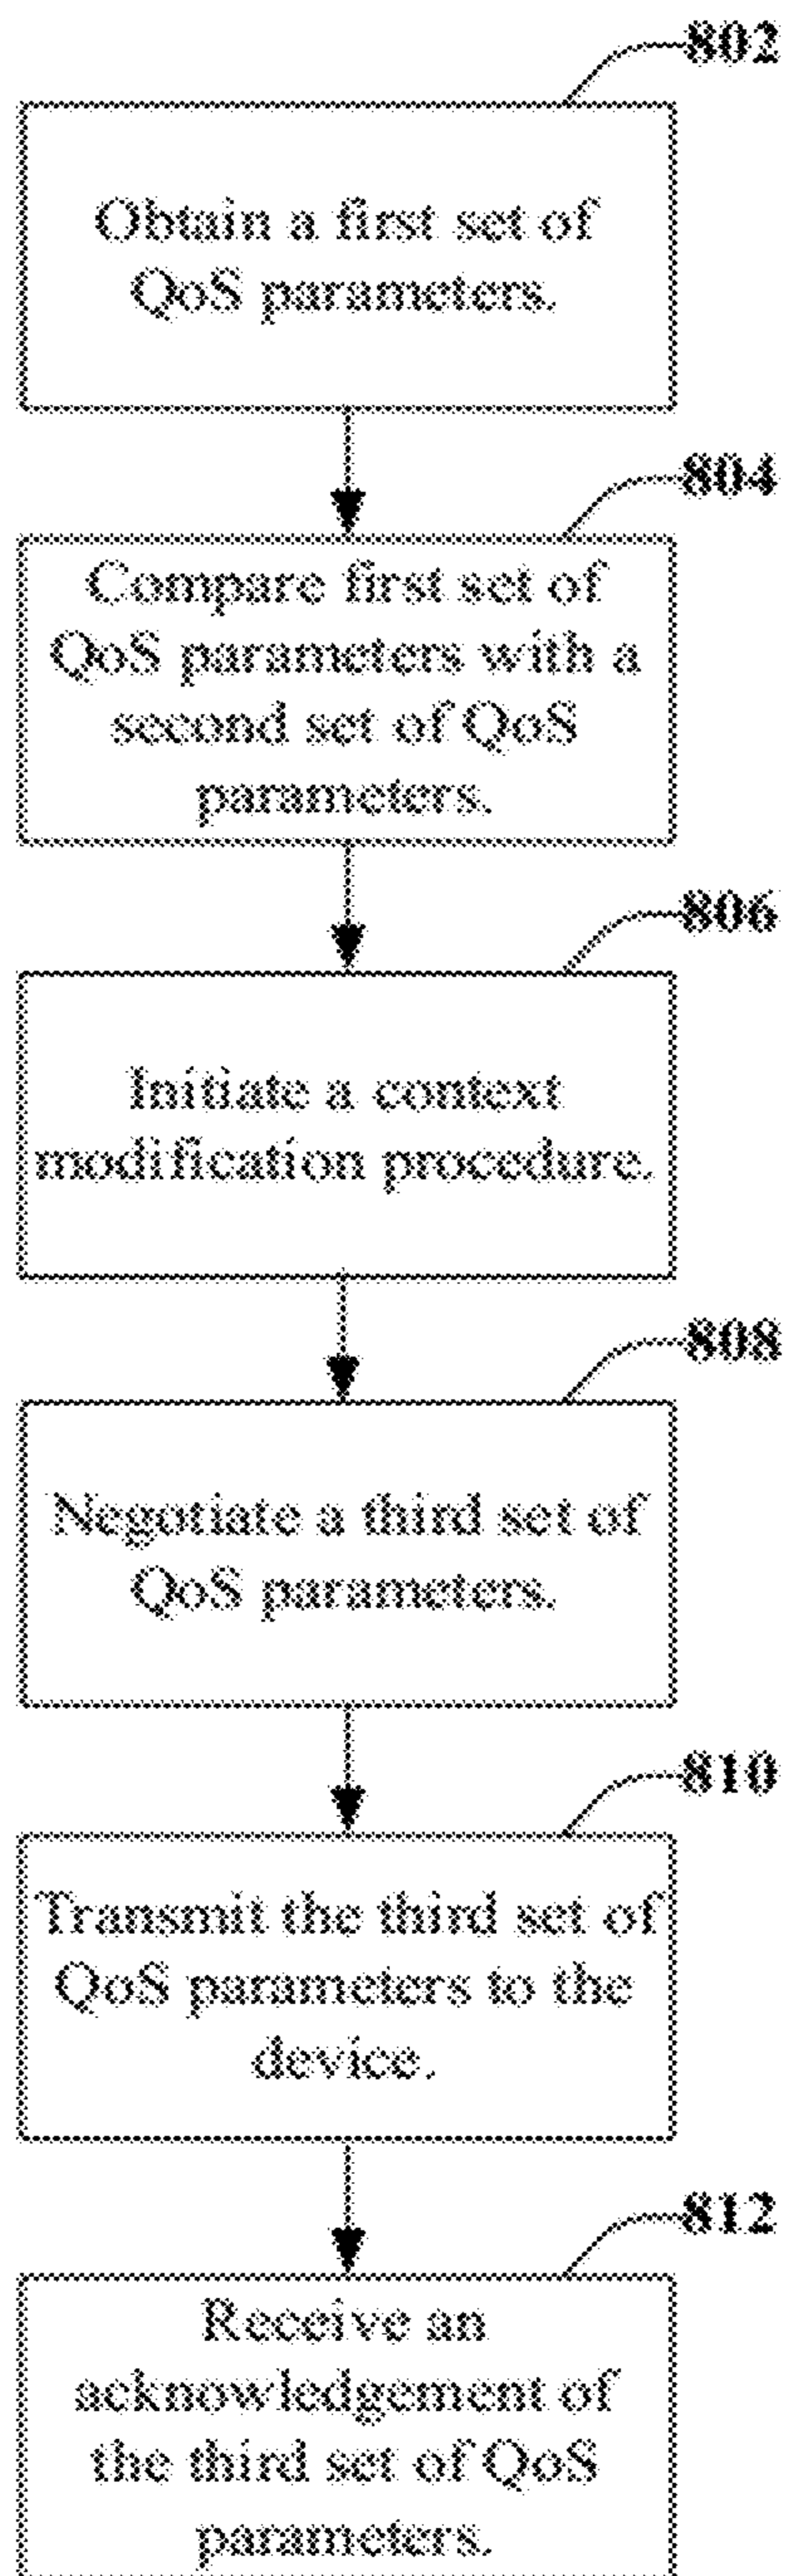 802
Obtain a first set of
QoS parameters.
804
Compare first set of
QoS parameters with a
second set of QoS
parameters.
806
Initiate a context
modification procedure.
808
Negotiate a third set of
QoS parameters.
810
Transmit the third set of
QoS parameters to the
device.
812
Receive an
acknowledgement of
the third set of QoS
parameters.